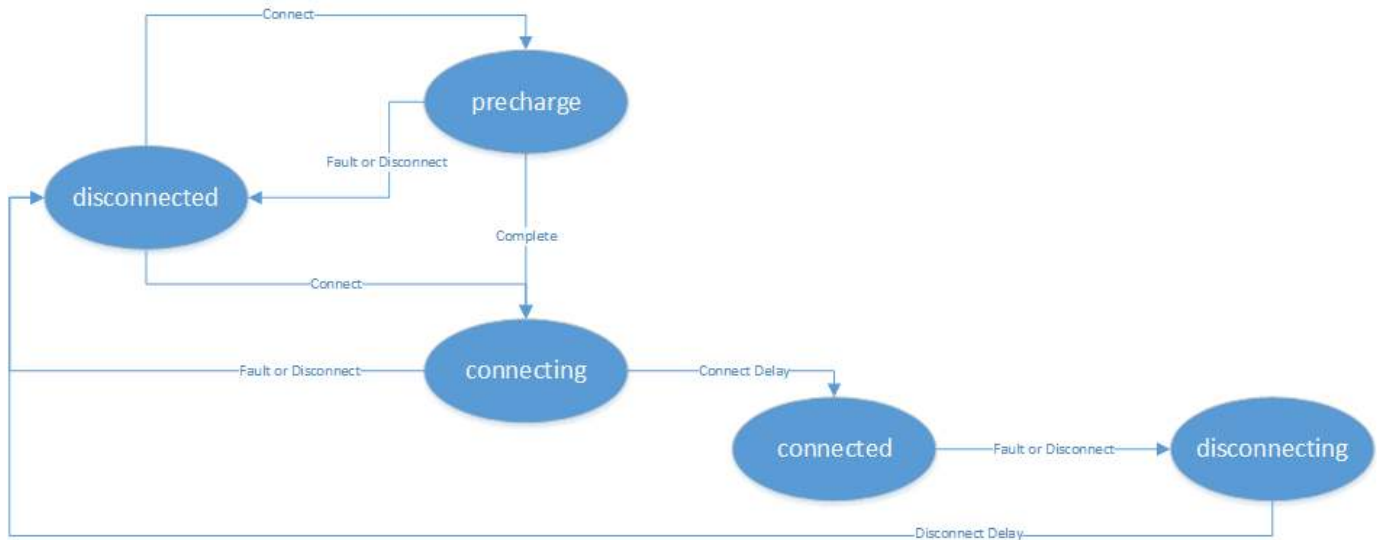 Connect
precharge
Fault or Disconnect
disconnected
Complete
Connect
Fault or Disconnect
connecting
Connect Delay
connected
Fault or Disconnect
disconnecting
Disconnect Delay